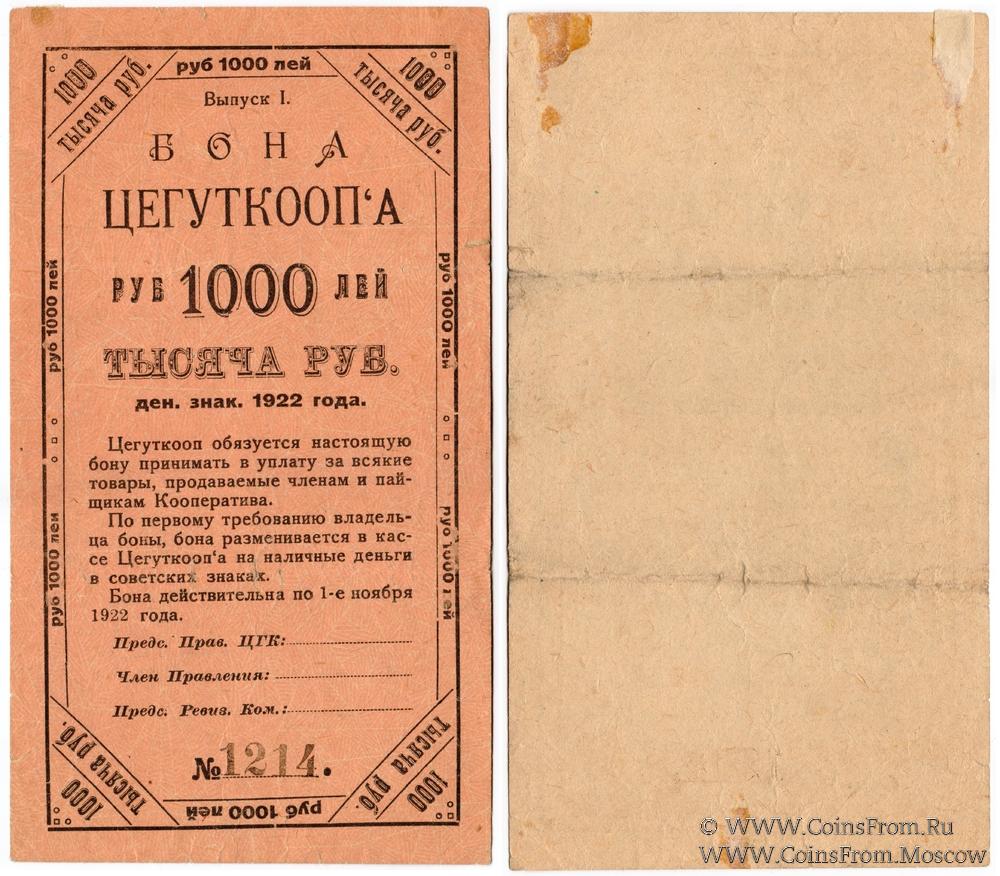 1000
тысяча руб.
руб 1000 лей
1000
тысяча руб.
Выпуск I.
БОНА
ЦЕГУТКООП‘А
РУБ 1000 ЛЕЙ
ТЫСЯЧА РУБ.
ден. знак. 1922 года.
Цегуткооп обязуется настоящую
бону принимать в уплату за всякие
товары, продаваемые членам и пай-
щикам Кооператива.
По первому требованию владель-
ца боны, бона разменивается в кас-
се Цегуткооп‘а на наличные деньги
в советских знаках.
Бона действительна по 1-е ноября
1922 года.
Предс. Прав. ЦГК:
Член Правления:
Предс. Ревиз. Ком.:
№ 1214.
руб 1000 лей
руб 1000 лей
руб 1000 лей
руб 1000 лей
тысяча руб.
1000
руб 1000 лей
тысяча руб.
1000
© WWW.CoinsFrom.Ru
WWW.CoinsFrom.Moscow